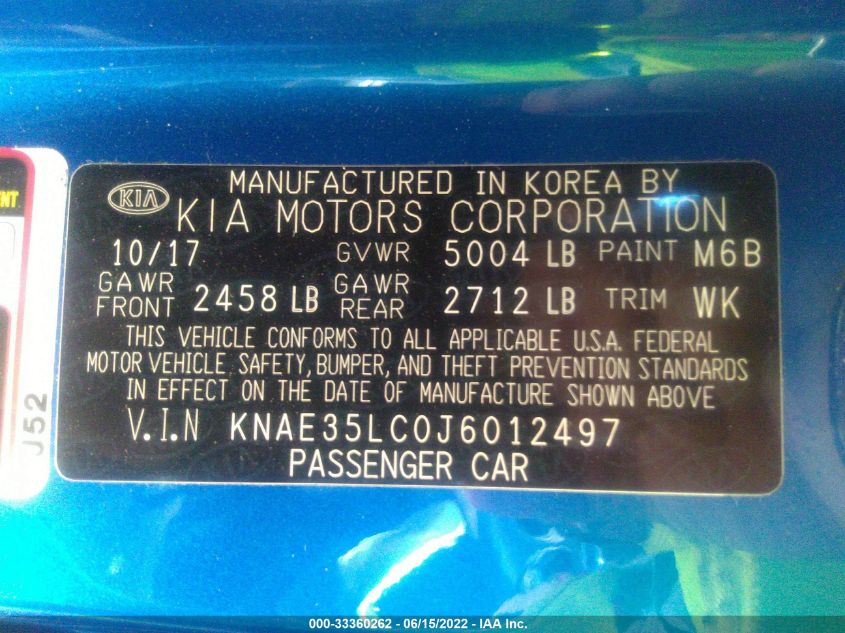 MANUFACTURED IN KOREA BY
KIA KIA MOTORS CORPORATION
10/17 GVWR 5004 LB PAINT M6B
GAWR FRONT 2458 LB GAWR REAR 2712 LB TRIM WK
THIS VEHICLE CONFORMS TO ALL APPLICABLE U.S.A. FEDERAL
MOTOR VEHICLE SAFETY, BUMPER, AND THEFT PREVENTION STANDARDS
IN EFFECT ON THE DATE OF MANUFACTURE SHOWN ABOVE
V.I.N KNAE35LC0J6012497
PASSENGER CAR
J52
000-33360262 - 06/15/2022 - IAA Inc.